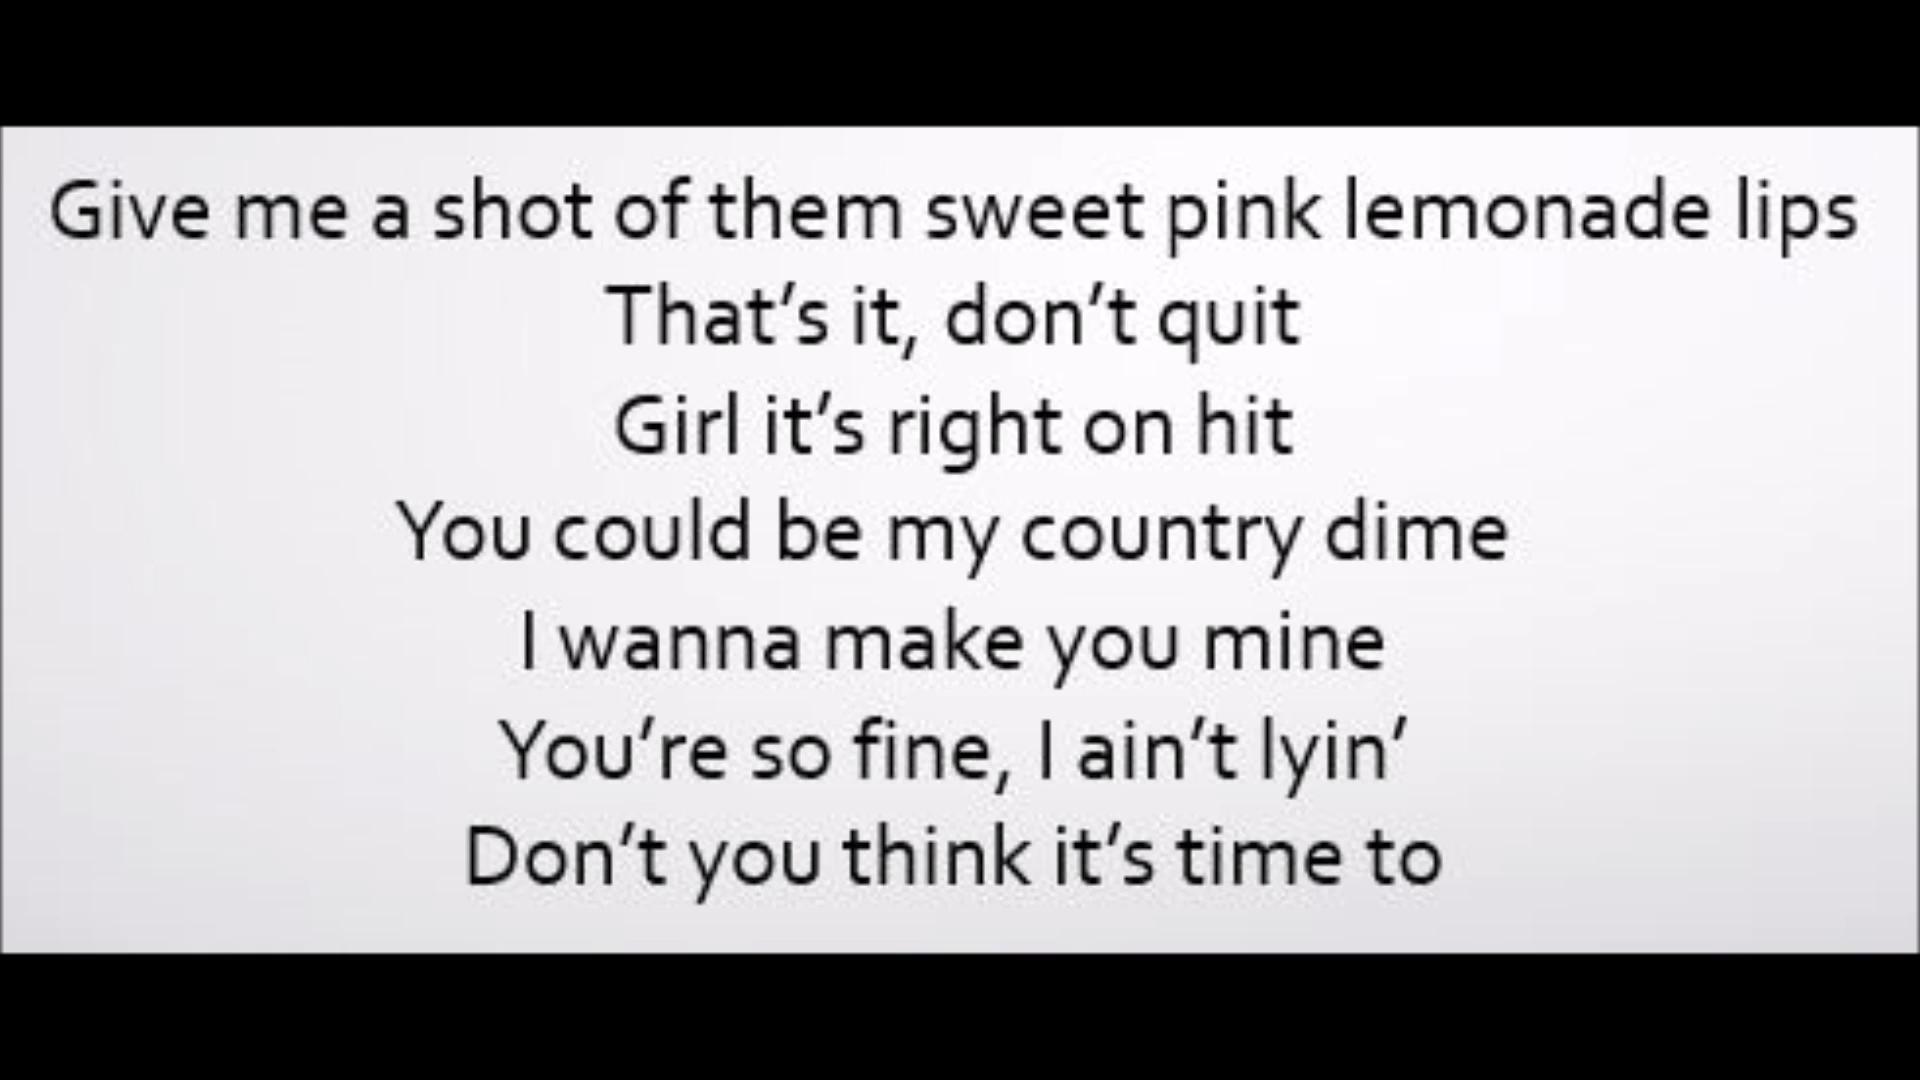 Give me a shot of them sweet pink lemonade lips
That's it, don't quit
Girl it's right on hit
You could be my country dime
I wanna make you mine
You're so fine, I ain't lyin'
Don't you think it's time to